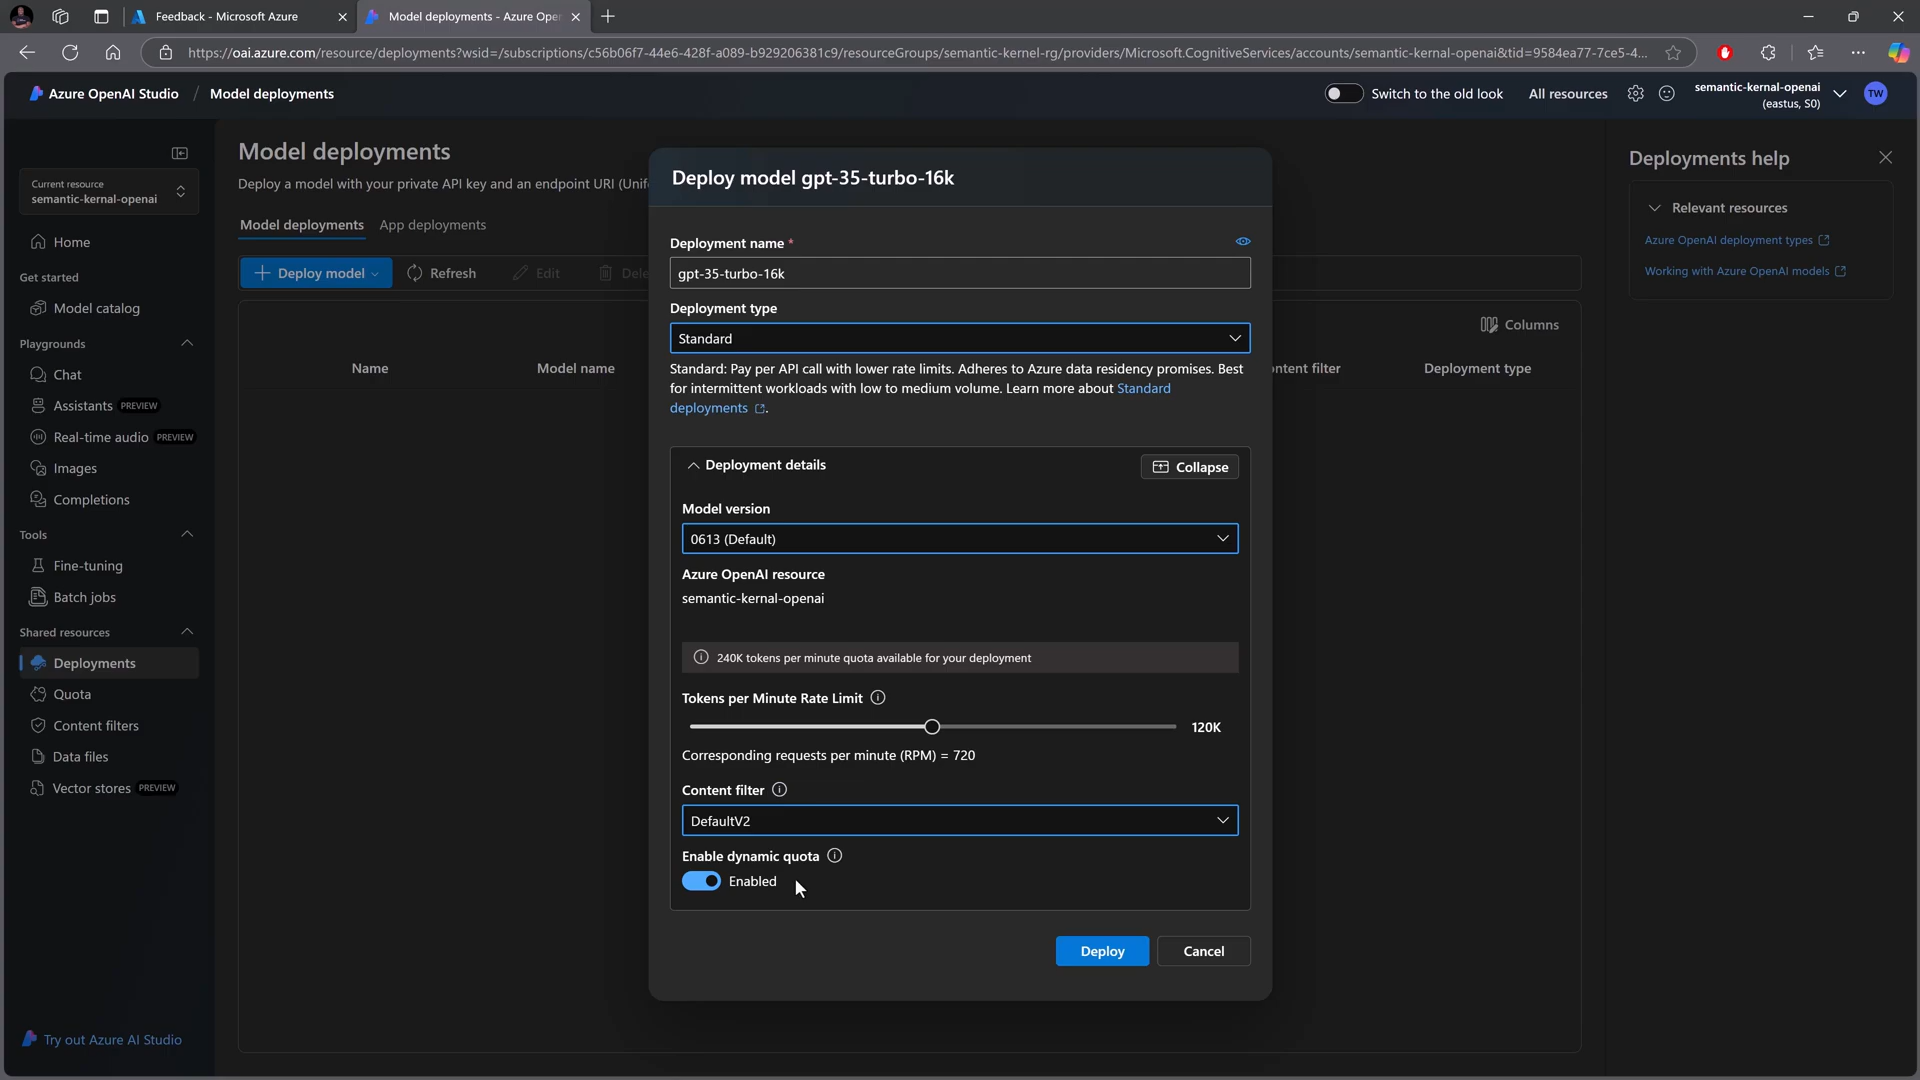 Feedback - Microsoft Azure
Model deployments - Azure Oper
https://oai.azure.com/resource/deployments?wsid=/subscriptions/c56b06f7-44e6-428f-a089-b929206381c9/resourceGroups/semantic-kernel-rg/providers/Microsoft.CognitiveServices/accounts/semantic-kernal-openai&tid=9584ea77-7ce5-4...
Azure OpenAI Studio / Model deployments
Switch to the old look
All resources
semantic-kernal-openai
(eastus, S0)
TW
Current resource
semantic-kernal-openai
Home
Get started
Model catalog
Playgrounds
Chat
Assistants PREVIEW
Real-time audio PREVIEW
Images
Completions
Tools
Fine-tuning
Batch jobs
Shared resources
Deployments
Quota
Content filters
Data files
Vector stores PREVIEW
Try out Azure AI Studio
Model deployments
Deploy a model with your private API key and an endpoint URI (Unif
Model deployments App deployments
Deploy model Refresh Edit Dele
Columns
Name Model name ntent filter Deployment type
Deploy model gpt-35-turbo-16k
Deployment name *
gpt-35-turbo-16k
Deployment type
Standard
Standard: Pay per API call with lower rate limits. Adheres to Azure data residency promises. Best
for intermittent workloads with low to medium volume. Learn more about Standard
deployments .
Deployment details
Collapse
Model version
0613 (Default)
Azure OpenAI resource
semantic-kernal-openai
240K tokens per minute quota available for your deployment
Tokens per Minute Rate Limit
120K
Corresponding requests per minute (RPM) = 720
Content filter
DefaultV2
Enable dynamic quota
Enabled
Deploy Cancel
Deployments help
Relevant resources
Azure OpenAI deployment types
Working with Azure OpenAI models